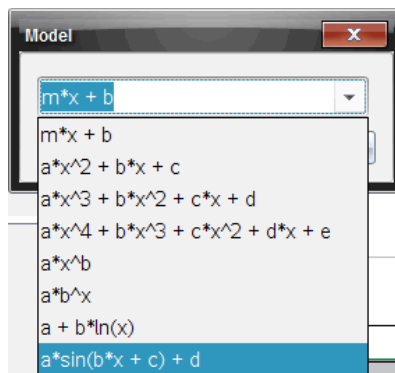 Model
m*x + b
m*x + b
a*x^2 + b*x + c
a*x^3 + b*x^2 + c*x + d
a*x^4 + b*x^3 + c*x^2 + d*x + e
a*x^b
a*b^x
a + b*ln(x)
a*sin(b*x + c) + d